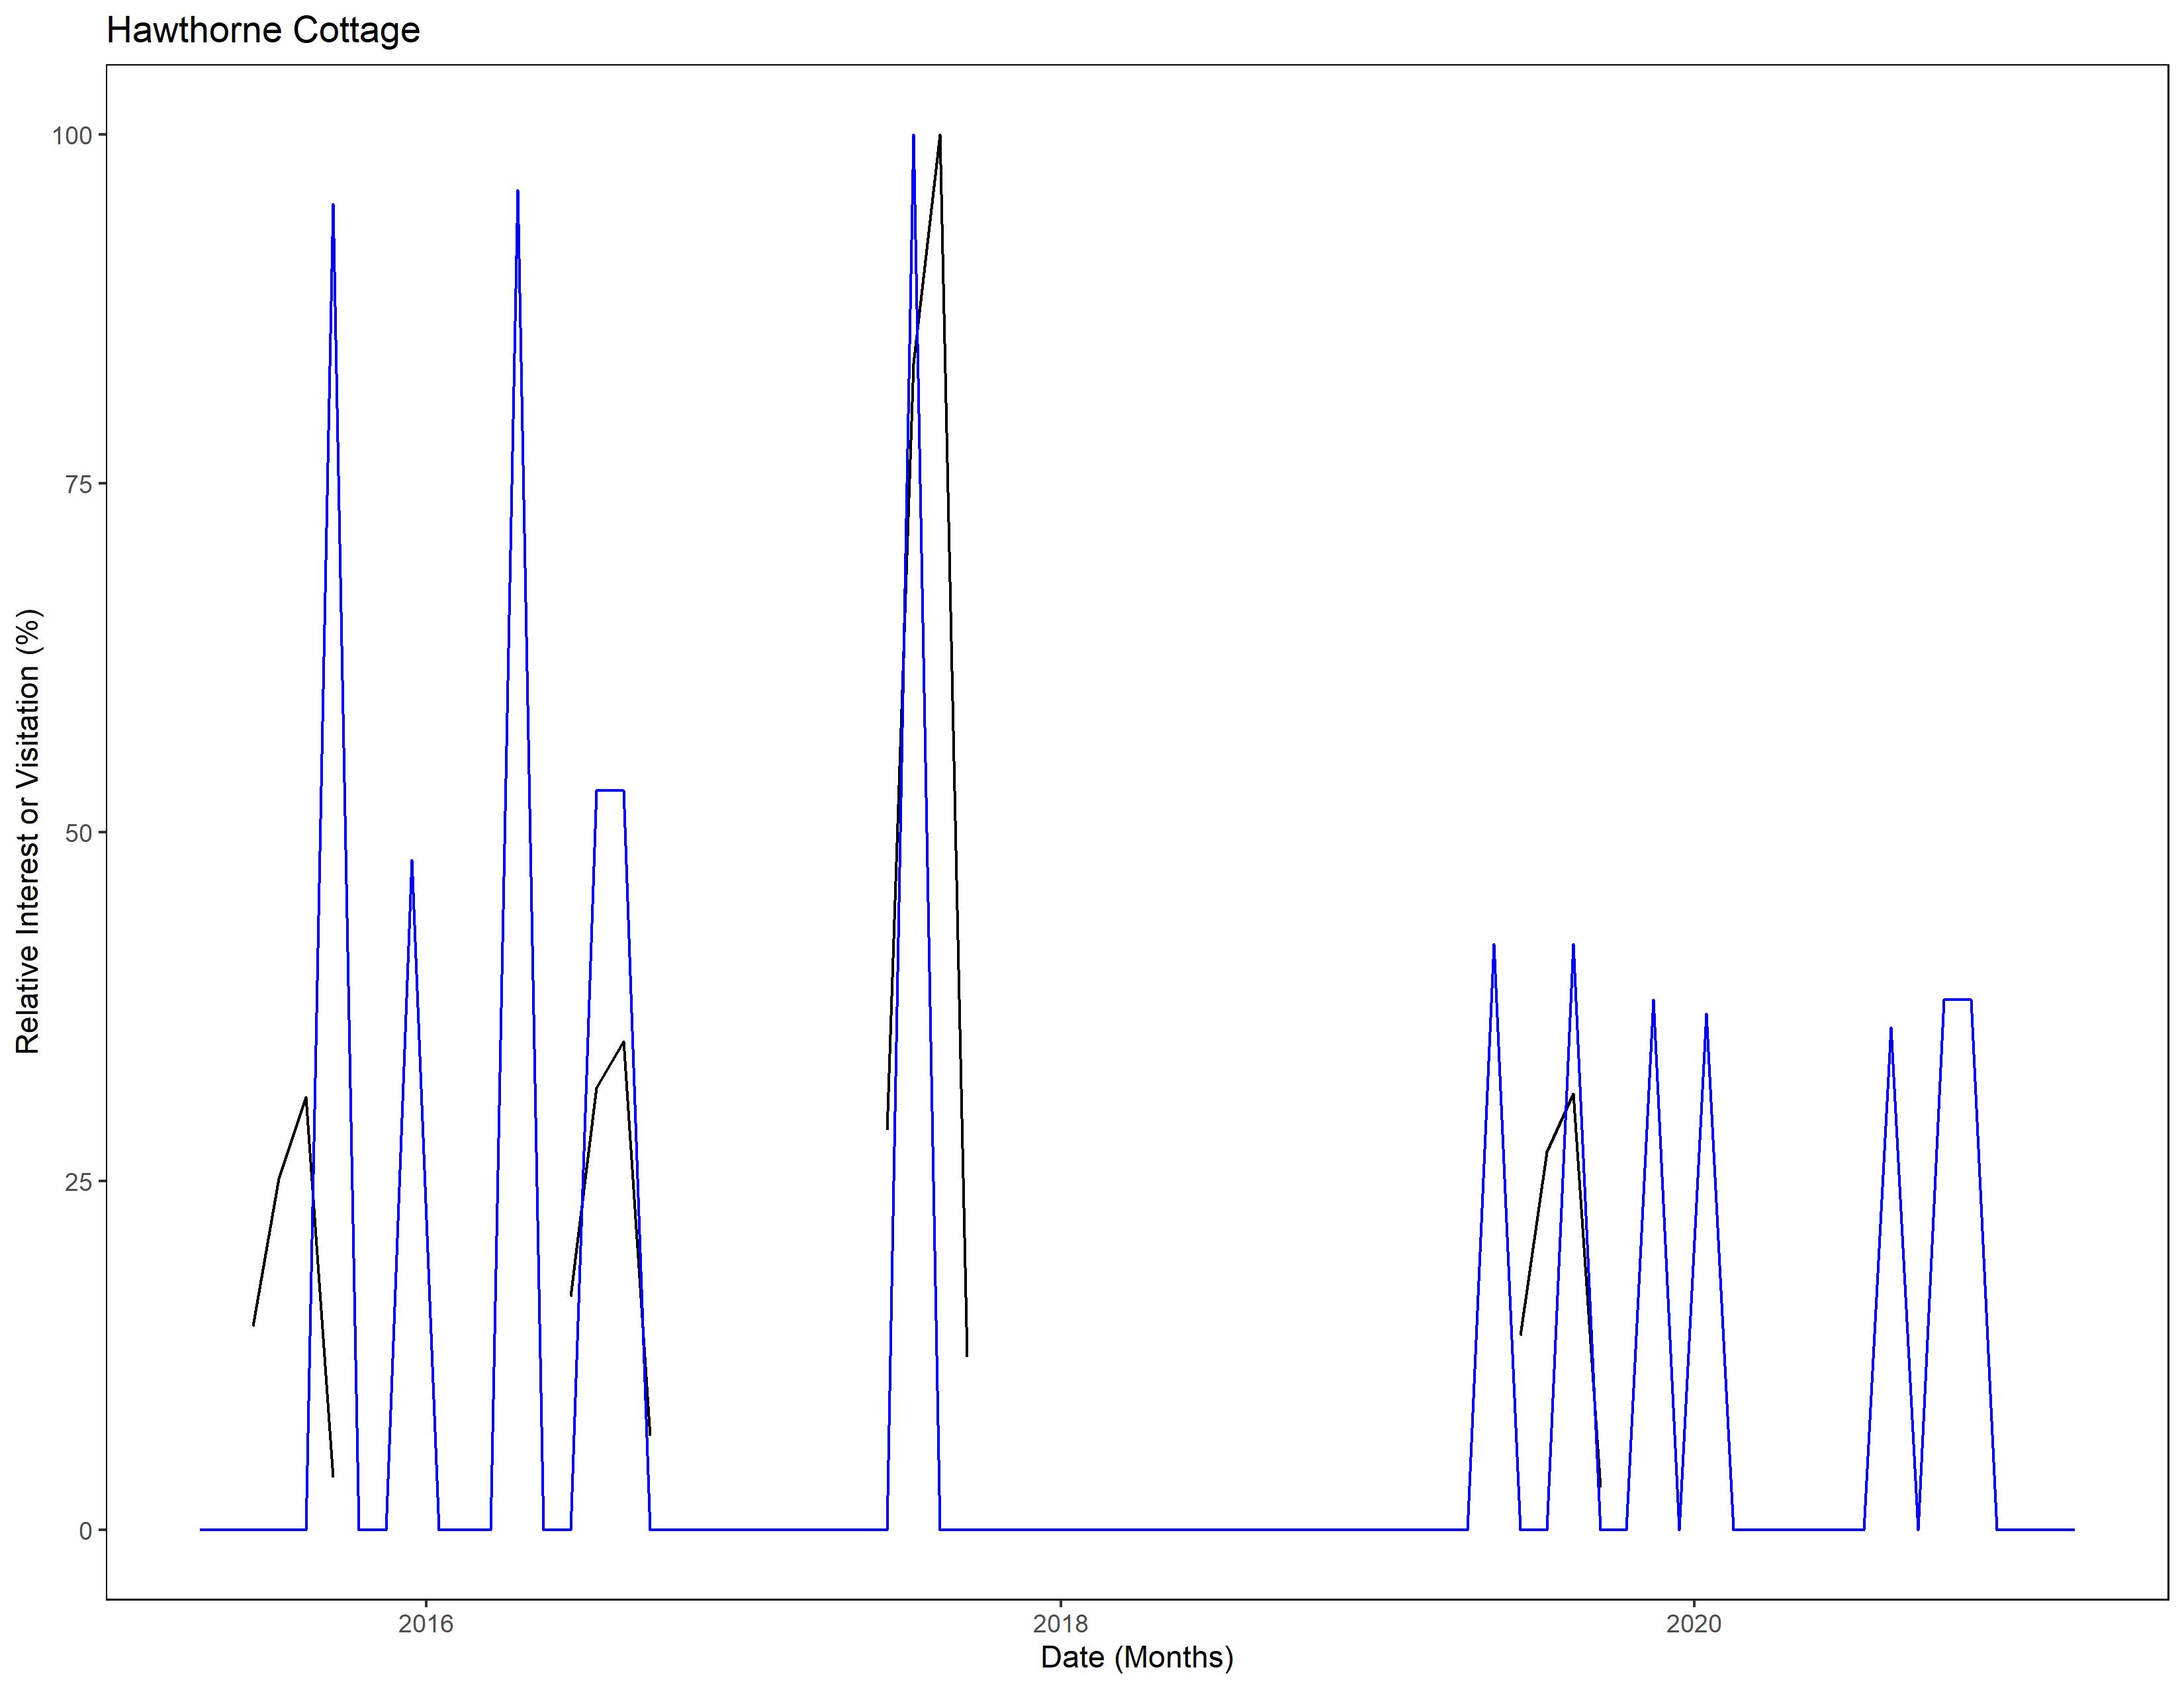 Hawthorne Cottage
100
75
50
25
0
Relative Interest or Visitation (%)
2016
2018
2020
Date (Months)